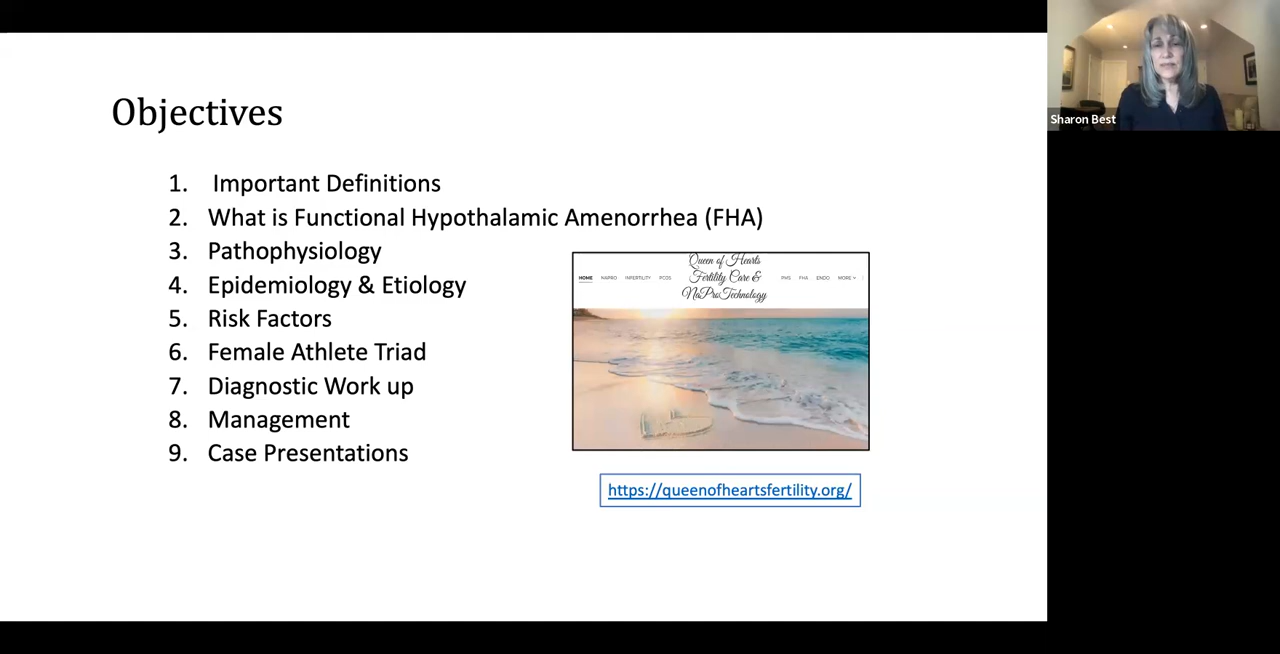 Objectives
1. Important Definitions
2. What is Functional Hypothalamic Amenorrhea (FHA)
3. Pathophysiology
4. Epidemiology & Etiology
5. Risk Factors
6. Female Athlete Triad
7. Diagnostic Work up
8. Management
9. Case Presentations
Queen of Hearts
Fertility Care &
NaProTechnology
HOME NAPRO INFERTILITY PCOS PMS FHA ENDO MORE
https://queenofheartsfertility.org/
Sharon Best